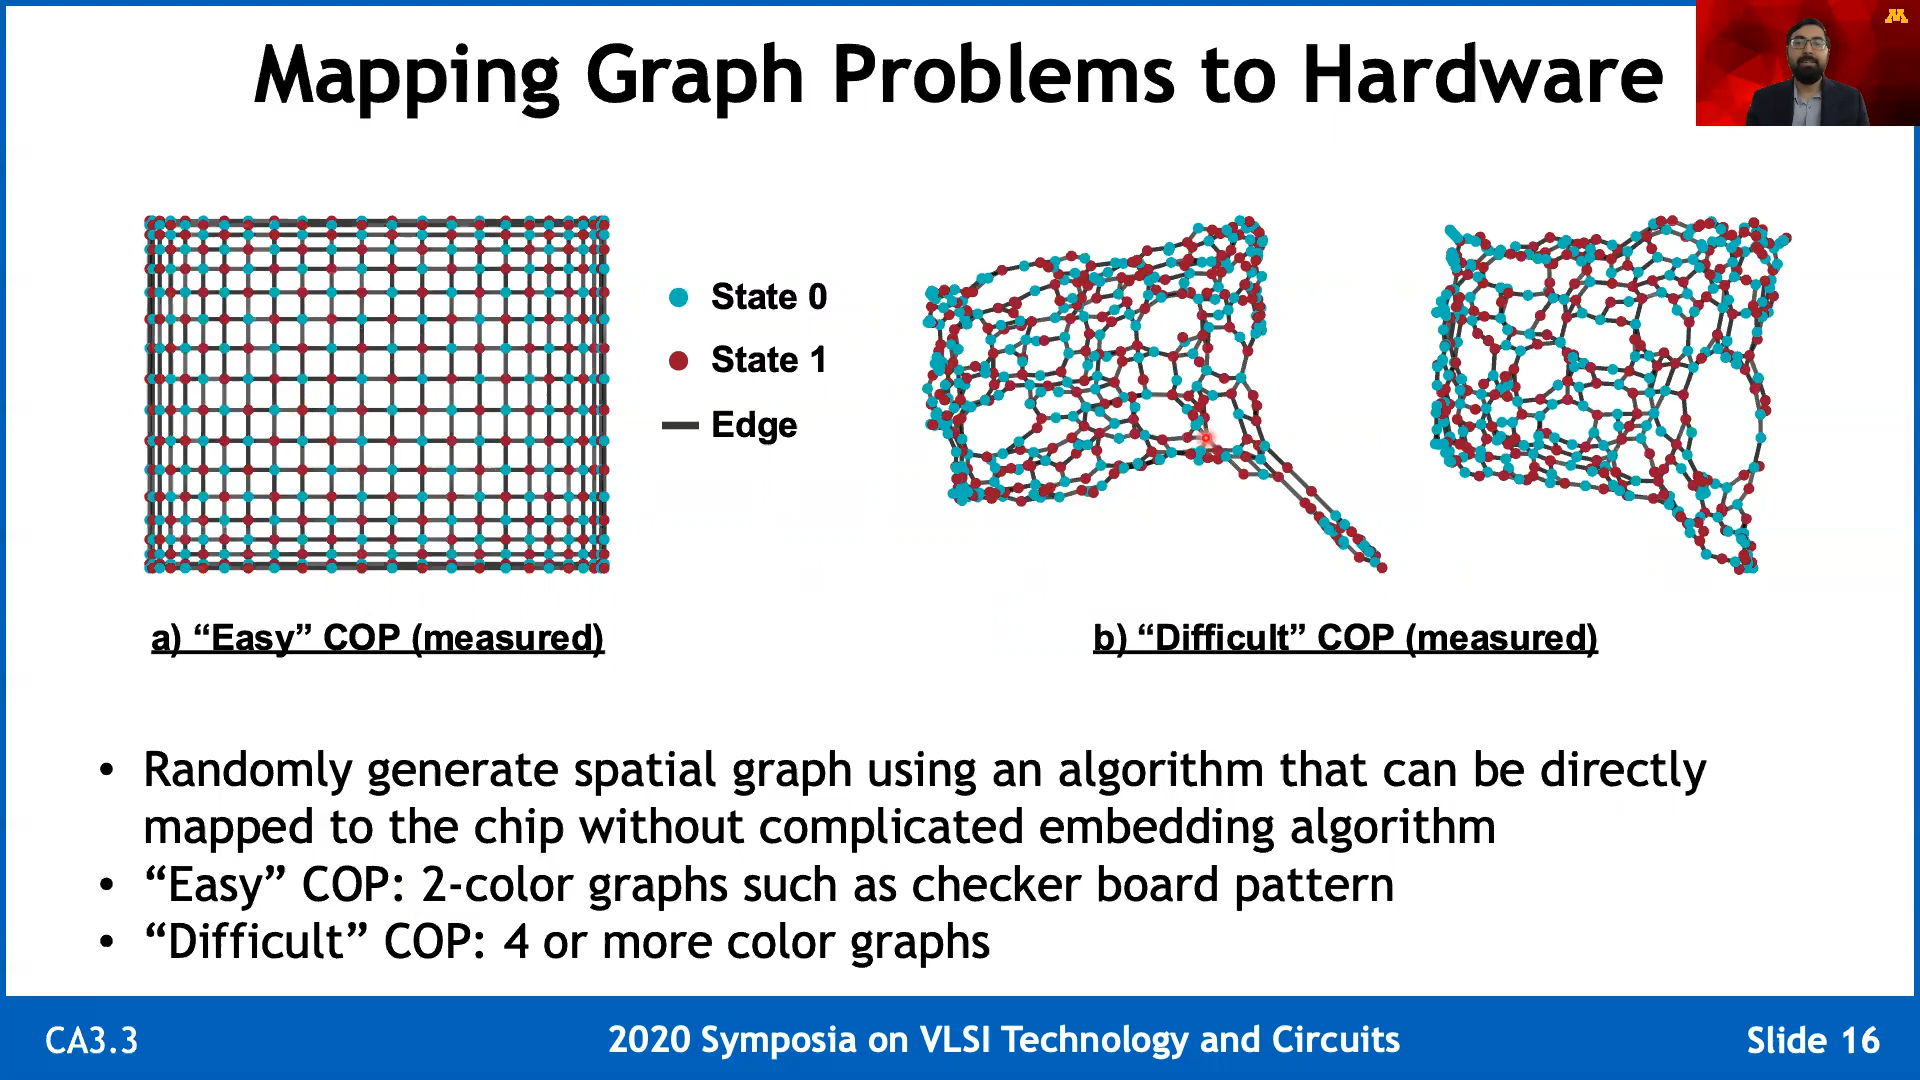 Mapping Graph Problems to Hardware
M
State 0
State 1
Edge
a) “Easy” COP (measured)
b) “Difficult” COP (measured)
• Randomly generate spatial graph using an algorithm that can be directly
mapped to the chip without complicated embedding algorithm
• “Easy” COP: 2-color graphs such as checker board pattern
• “Difficult” COP: 4 or more color graphs
CA3.3
2020 Symposia on VLSI Technology and Circuits
Slide 16